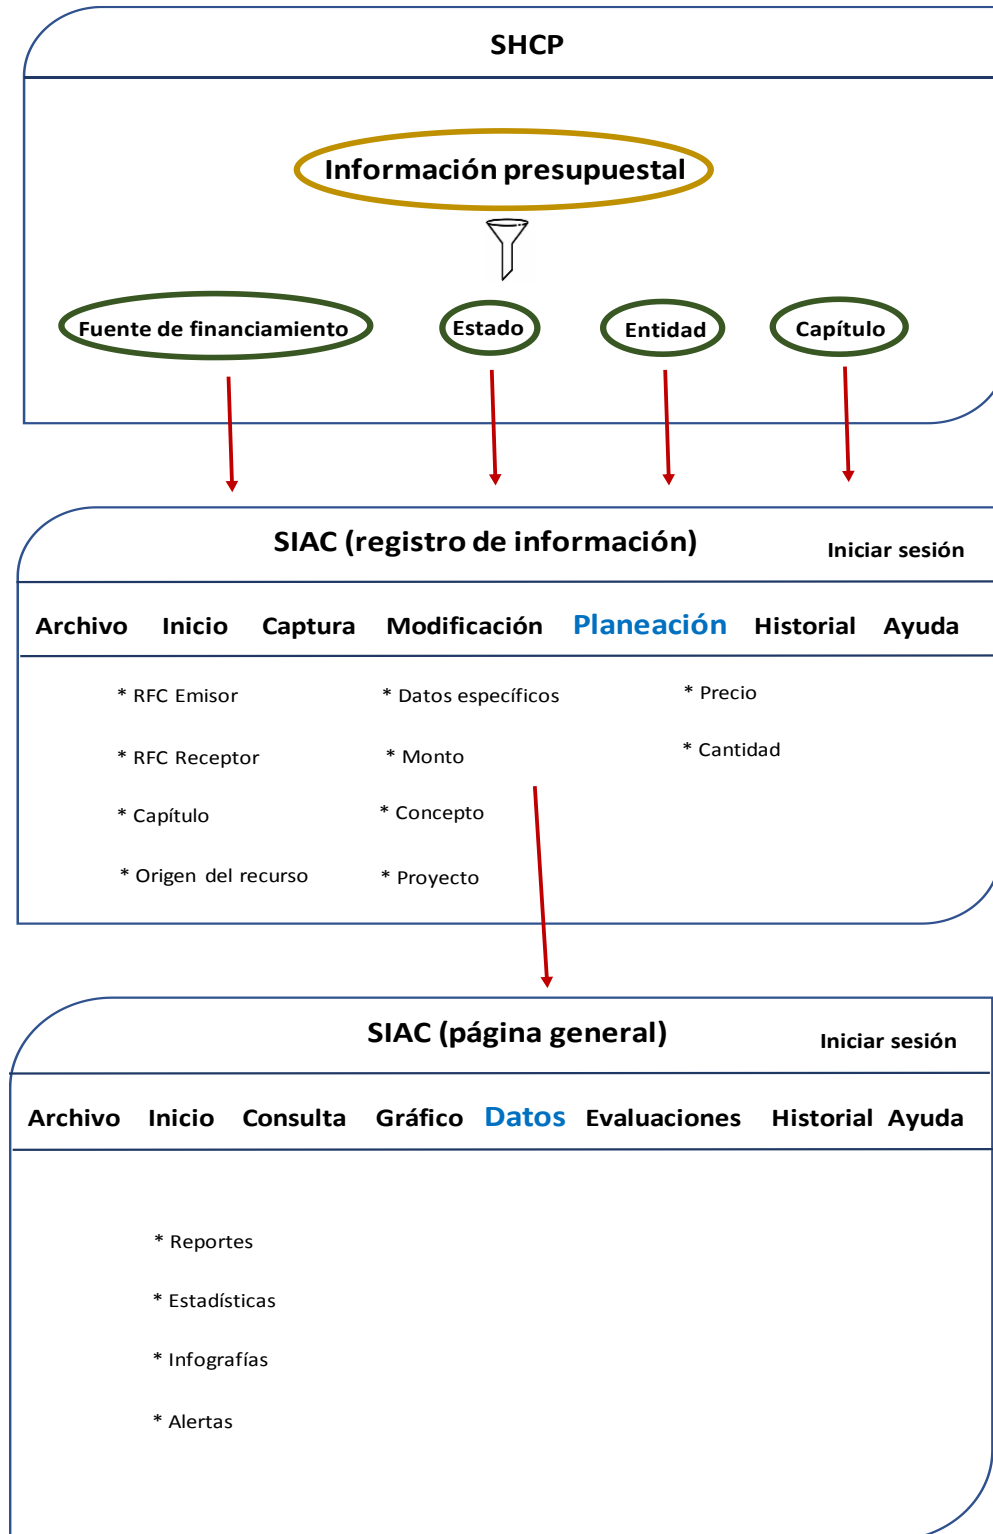 SHCP
Información presupuestal
Fuente de financiamiento
Estado
Entidad
Capítulo
SIAC (registro de información)
Iniciar sesión
Archivo Inicio Captura Modificación Planeación Historial Ayuda
* RFC Emisor * Datos específicos * Precio
* RFC Receptor * Monto * Cantidad
* Capítulo * Concepto
* Origen del recurso * Proyecto
SIAC (página general)
Iniciar sesión
Archivo Inicio Consulta Gráfico Datos Evaluaciones Historial Ayuda
* Reportes
* Estadísticas
* Infografías
* Alertas